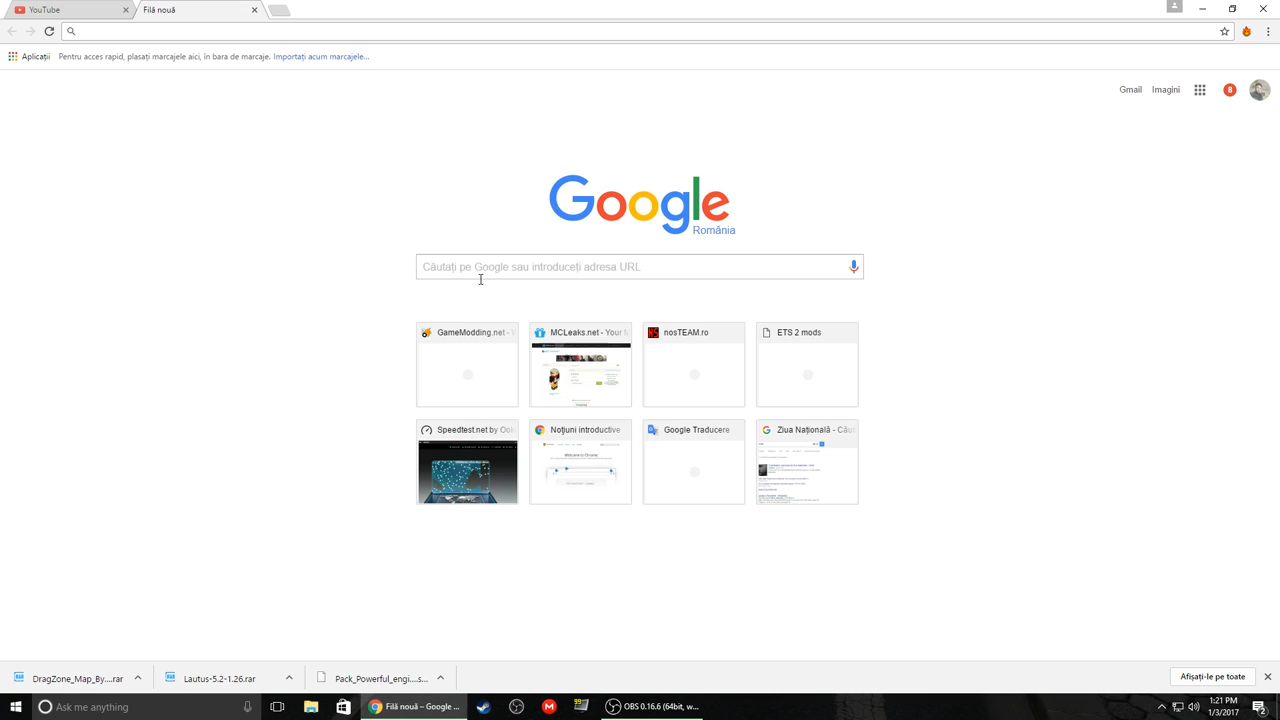 YouTube
Filă nouă
Aplicații
Pentru acces rapid, plasați marcajele aici, în bara de marcaje. Importați acum marcajele...
Gmail Imagini 8
Google
România
Căutați pe Google sau introduceți adresa URL
GameModding.net -
MCLeaks.net - Your
nosTEAM.ro
ETS 2 mods
Speedtest.net by Ookl
Noțiuni introductive
Google Traducere
Ziua Națională - Căut
DragZone_Map_By....rar
Lautus-5.2-1.26.rar
Pack_Powerful_engi....s...
Afișați-le pe toate
Ask me anything
Filă nouă – Google ...
99
OBS 0.16.6 (64bit, w...
1:21 PM
1/3/2017
2